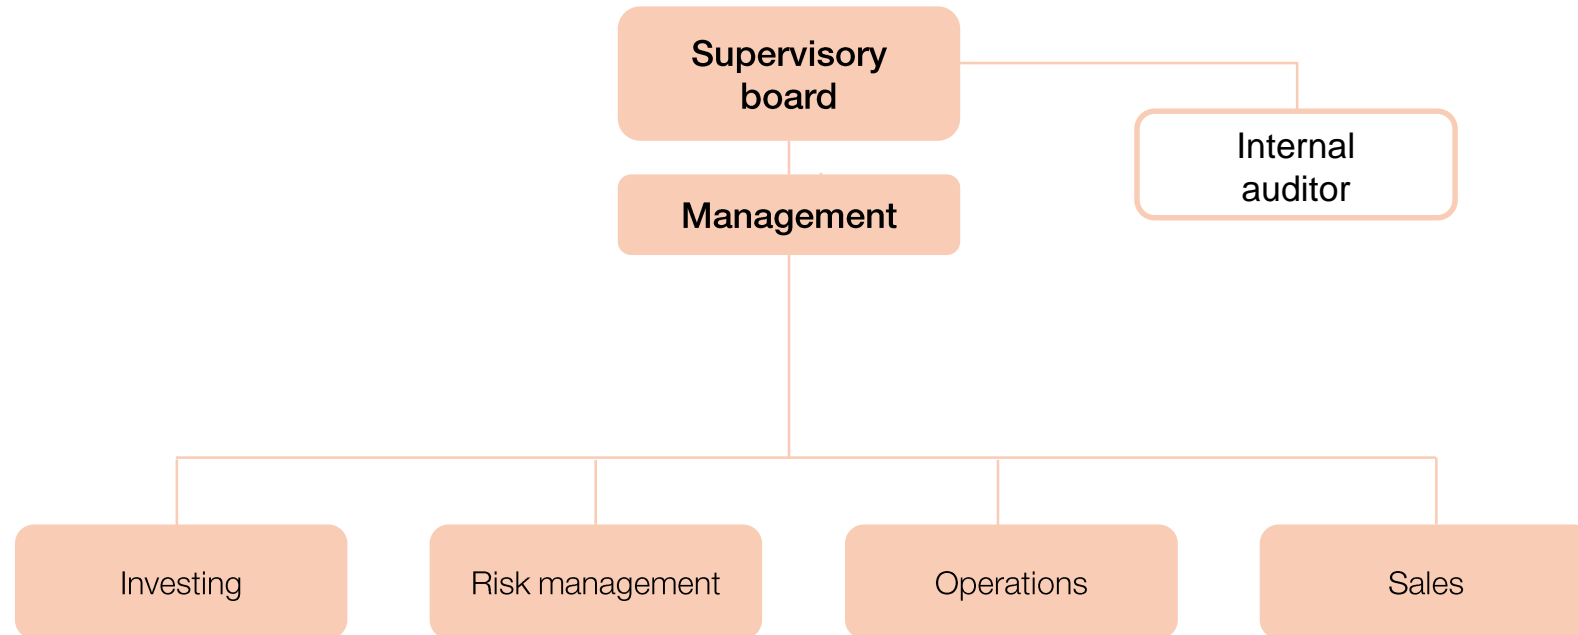 Supervisory
board
Internal
auditor
Management
Investing
Risk management
Operations
Sales